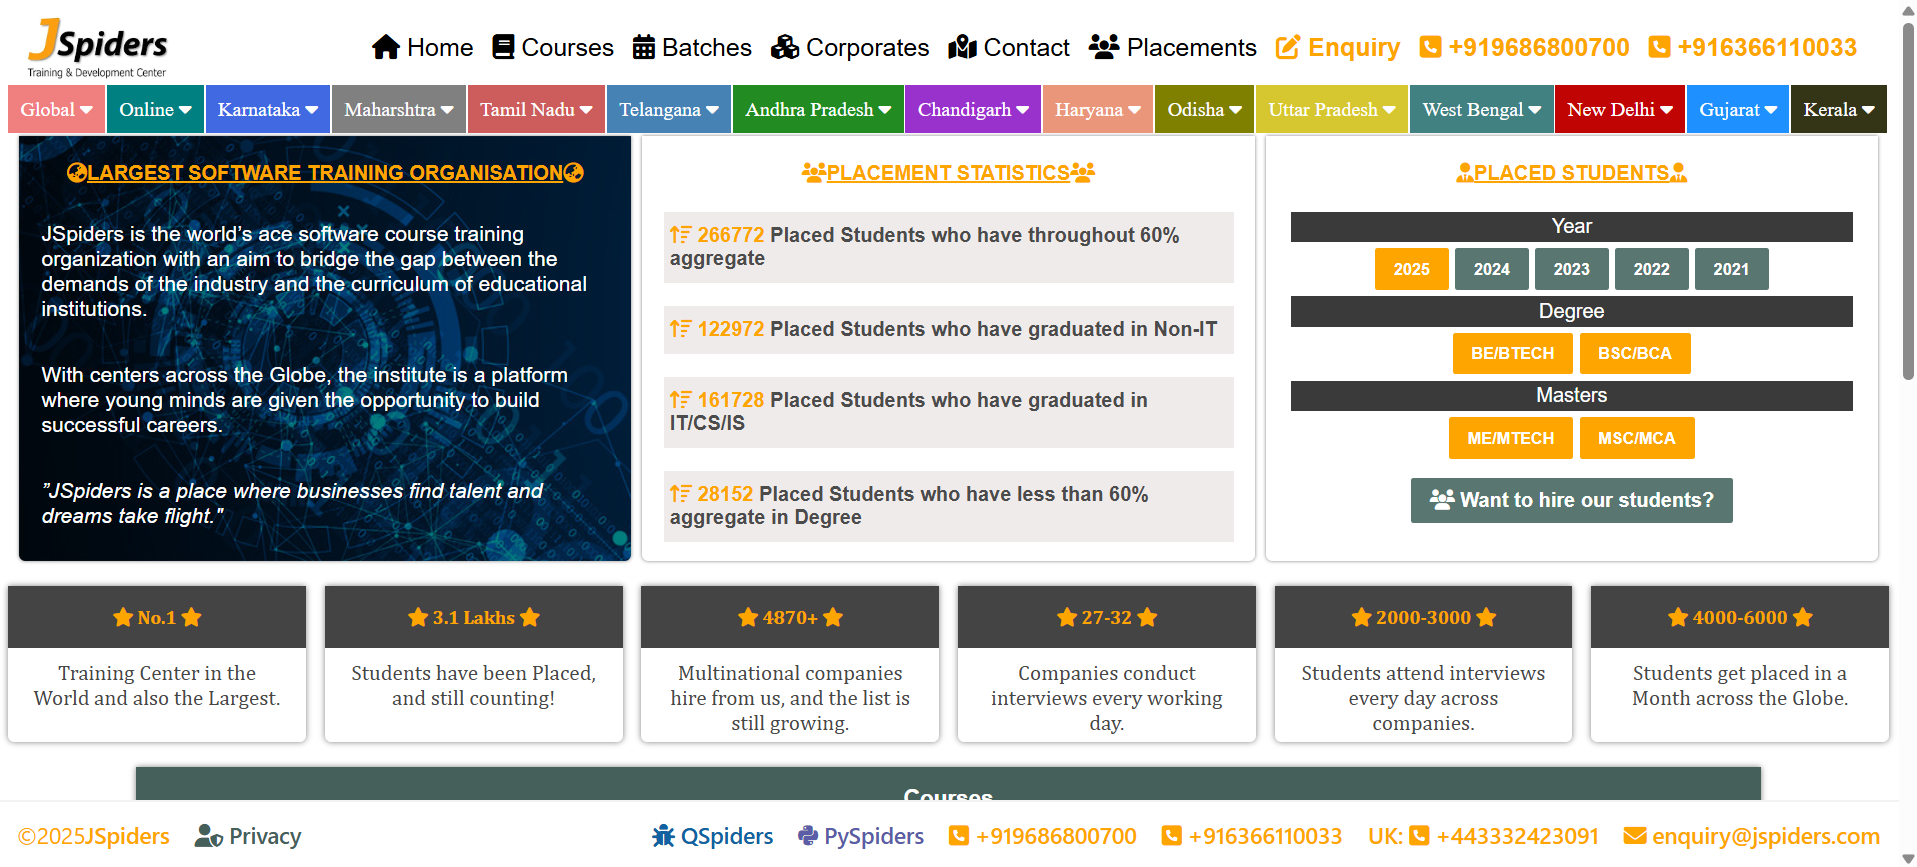 JSpiders
Training & Development Center
Home Courses Batches Corporates Contact Placements Enquiry +919686800700 +916366110033
Global Online Karnataka Maharshtra Tamil Nadu Telangana Andhra Pradesh Chandigarh Haryana Odisha Uttar Pradesh West Bengal New Delhi Gujarat Kerala
LARGEST SOFTWARE TRAINING ORGANISATION
JSpiders is the world's ace software course training
organization with an aim to bridge the gap between the
demands of the industry and the curriculum of educational
institutions.
With centers across the Globe, the institute is a platform
where young minds are given the opportunity to build
successful careers.
"JSpiders is a place where businesses find talent and
dreams take flight."
PLACEMENT STATISTICS
266772 Placed Students who have throughout 60%
aggregate
122972 Placed Students who have graduated in Non-IT
161728 Placed Students who have graduated in
IT/CS/IS
28152 Placed Students who have less than 60%
aggregate in Degree
PLACED STUDENTS
Year
2025 2024 2023 2022 2021
Degree
BE/BTECH BSC/BCA
Masters
ME/MTECH MSC/MCA
Want to hire our students?
No.1
Training Center in the
World and also the Largest.
3.1 Lakhs
Students have been Placed,
and still counting!
4870+
Multinational companies
hire from us, and the list is
still growing.
27-32
Companies conduct
interviews every working
day.
2000-3000
Students attend interviews
every day across
companies.
4000-6000
Students get placed in a
Month across the Globe.
Courses
©2025JSpiders Privacy QSpiders PySpiders +919686800700 +916366110033 UK: +443332423091 enquiry@jspiders.com